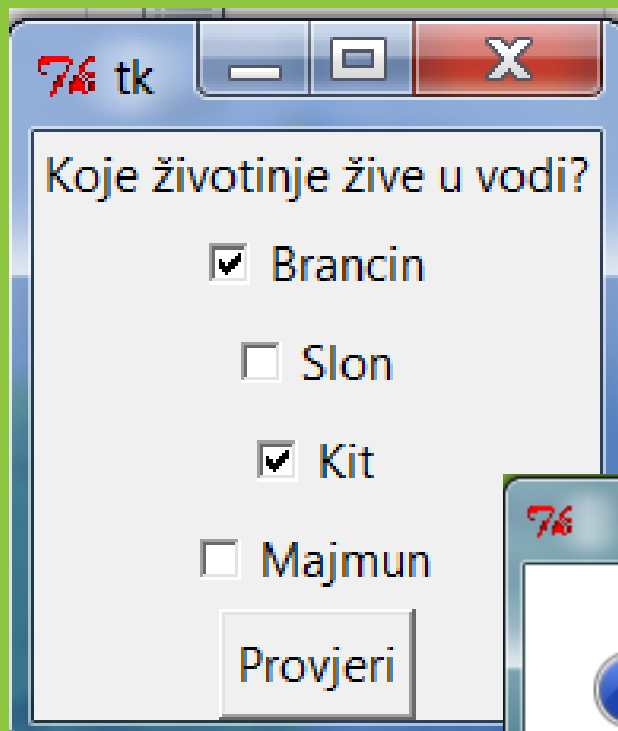 tk
Koje životinje žive u vodi?
Brancin
Slon
Kit
Majmun
Provjeri